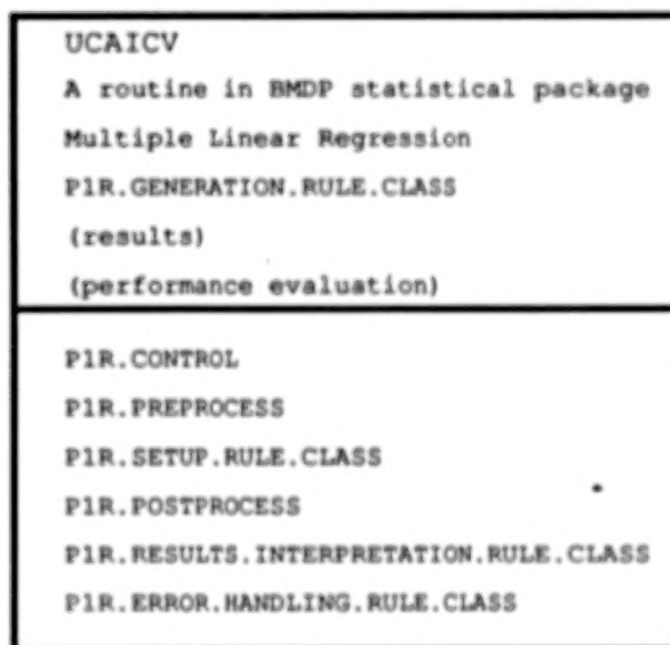 UCAICV
A routine in BMDP statistical package
Multiple Linear Regression
P1R.GENERATION.RULE.CLASS
(results)
(performance evaluation)
P1R.CONTROL
P1R.PREPROCESS
P1R.SETUP.RULE.CLASS
P1R.POSTPROCESS
P1R.RESULTS.INTERPRETATION.RULE.CLASS
P1R.ERROR.HANDLING.RULE.CLASS